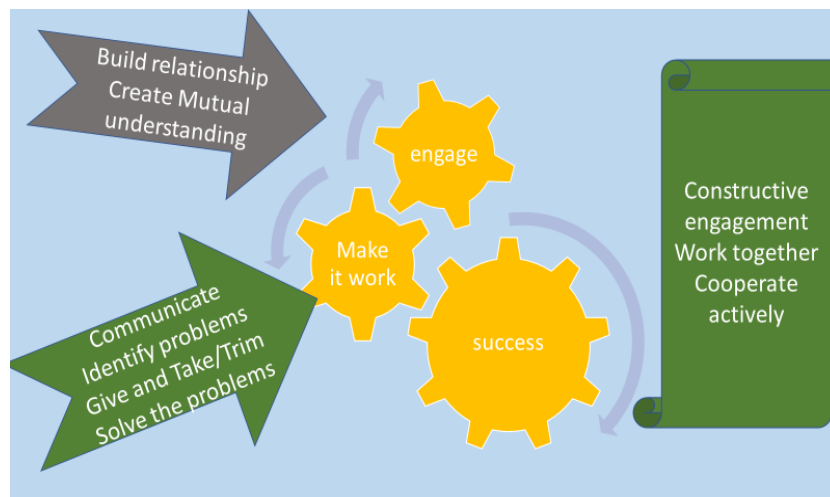 Build relationship
Create Mutual
understanding
engage
Make
it work
success
Communicate
Identify problems
Give and Take/Trim
Solve the problems
Constructive
engagement
Work together
Cooperate
actively